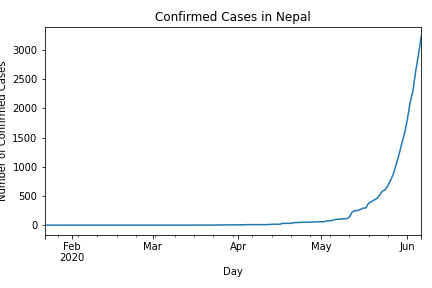 Confirmed Cases in Nepal
Number of Confirmed Cases
3000
2500
2000
1500
1000
500
0
Feb
2020
Mar
Apr
May
Jun
Day